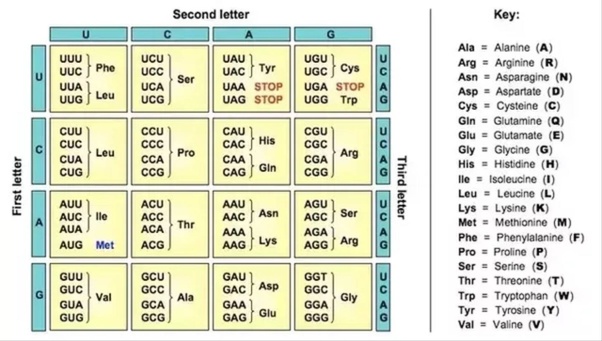 Second letter
U C A G
First letter
U
UUU
UUC
Phe
UUA
UUG
Leu
UCU
UCC
UCA
UCG
Ser
UAU
UAC
Tyr
UAA STOP
UAG STOP
UGU
UGC
Cys
UGA STOP
UGG Trp
U
C
A
G
C
CUU
CUC
CUA
CUG
Leu
CCU
CCC
CCA
CCG
Pro
CAU
CAC
His
CAA
CAG
Gln
CGU
CGC
CGA
CGG
Arg
U
C
A
G
A
AUU
AUC
AUA
Ile
AUG Met
ACU
ACC
ACA
ACG
Thr
AAU
AAC
Asn
AAA
AAG
Lys
AGU
AGC
Ser
AGA
AGG
Arg
U
C
A
G
G
GUU
GUC
GUA
GUG
Val
GCU
GCC
GCA
GCG
Ala
GAU
GAC
Asp
GAA
GAG
Glu
GGT
GGC
GGA
GGG
Gly
U
C
A
G
Third letter
Key:
Ala = Alanine (A)
Arg = Arginine (R)
Asn = Asparagine (N)
Asp = Aspartate (D)
Cys = Cysteine (C)
Gln = Glutamine (Q)
Glu = Glutamate (E)
Gly = Glycine (G)
His = Histidine (H)
Ile = Isoleucine (I)
Leu = Leucine (L)
Lys = Lysine (K)
Met = Methionine (M)
Phe = Phenylalanine (F)
Pro = Proline (P)
Ser = Serine (S)
Thr = Threonine (T)
Trp = Tryptophan (W)
Tyr = Tyrosine (Y)
Val = Valine (V)